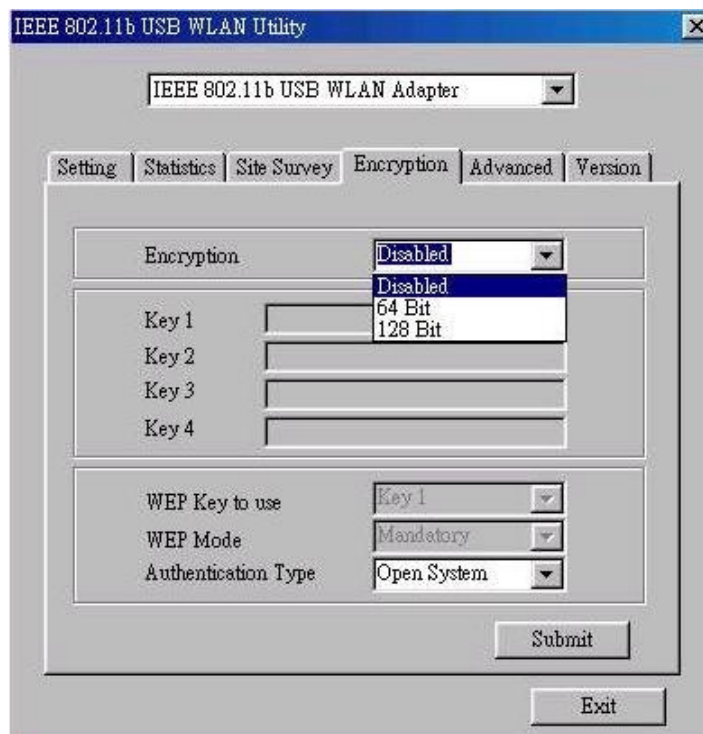 IEEE 802.11b USB WLAN Utility
IEEE 802.11b USB WLAN Adapter
Setting Statistics Site Survey Encryption Advanced Version
Encryption Disabled
Disabled
64 Bit
128 Bit
Key 1
Key 2
Key 3
Key 4
WEP Key to use Key 1
WEP Mode Mandatory
Authentication Type Open System
Submit
Exit